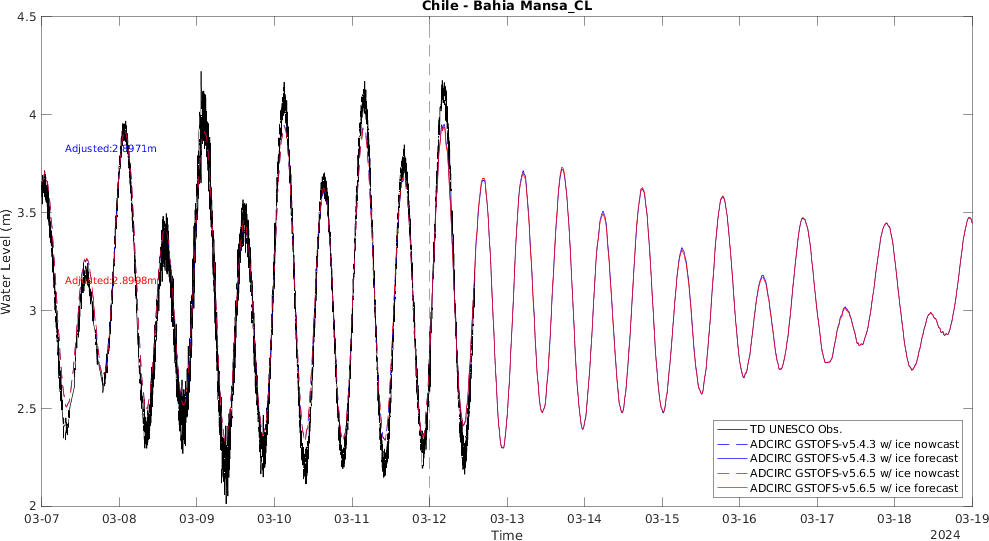 Chile - Bahia Mansa_CL
4.5
4
3.5
3
2.5
2
Water Level (m)
Adjusted:2.8971m
Adjusted:2.8998m
TD UNESCO Obs.
ADCIRC GSTOFS-v5.4.3 w/ ice nowcast
ADCIRC GSTOFS-v5.4.3 w/ ice forecast
ADCIRC GSTOFS-v5.6.5 w/ ice nowcast
ADCIRC GSTOFS-v5.6.5 w/ ice forecast
03-07 03-08 03-09 03-10 03-11 03-12 03-13 03-14 03-15 03-16 03-17 03-18 03-19
Time
2024